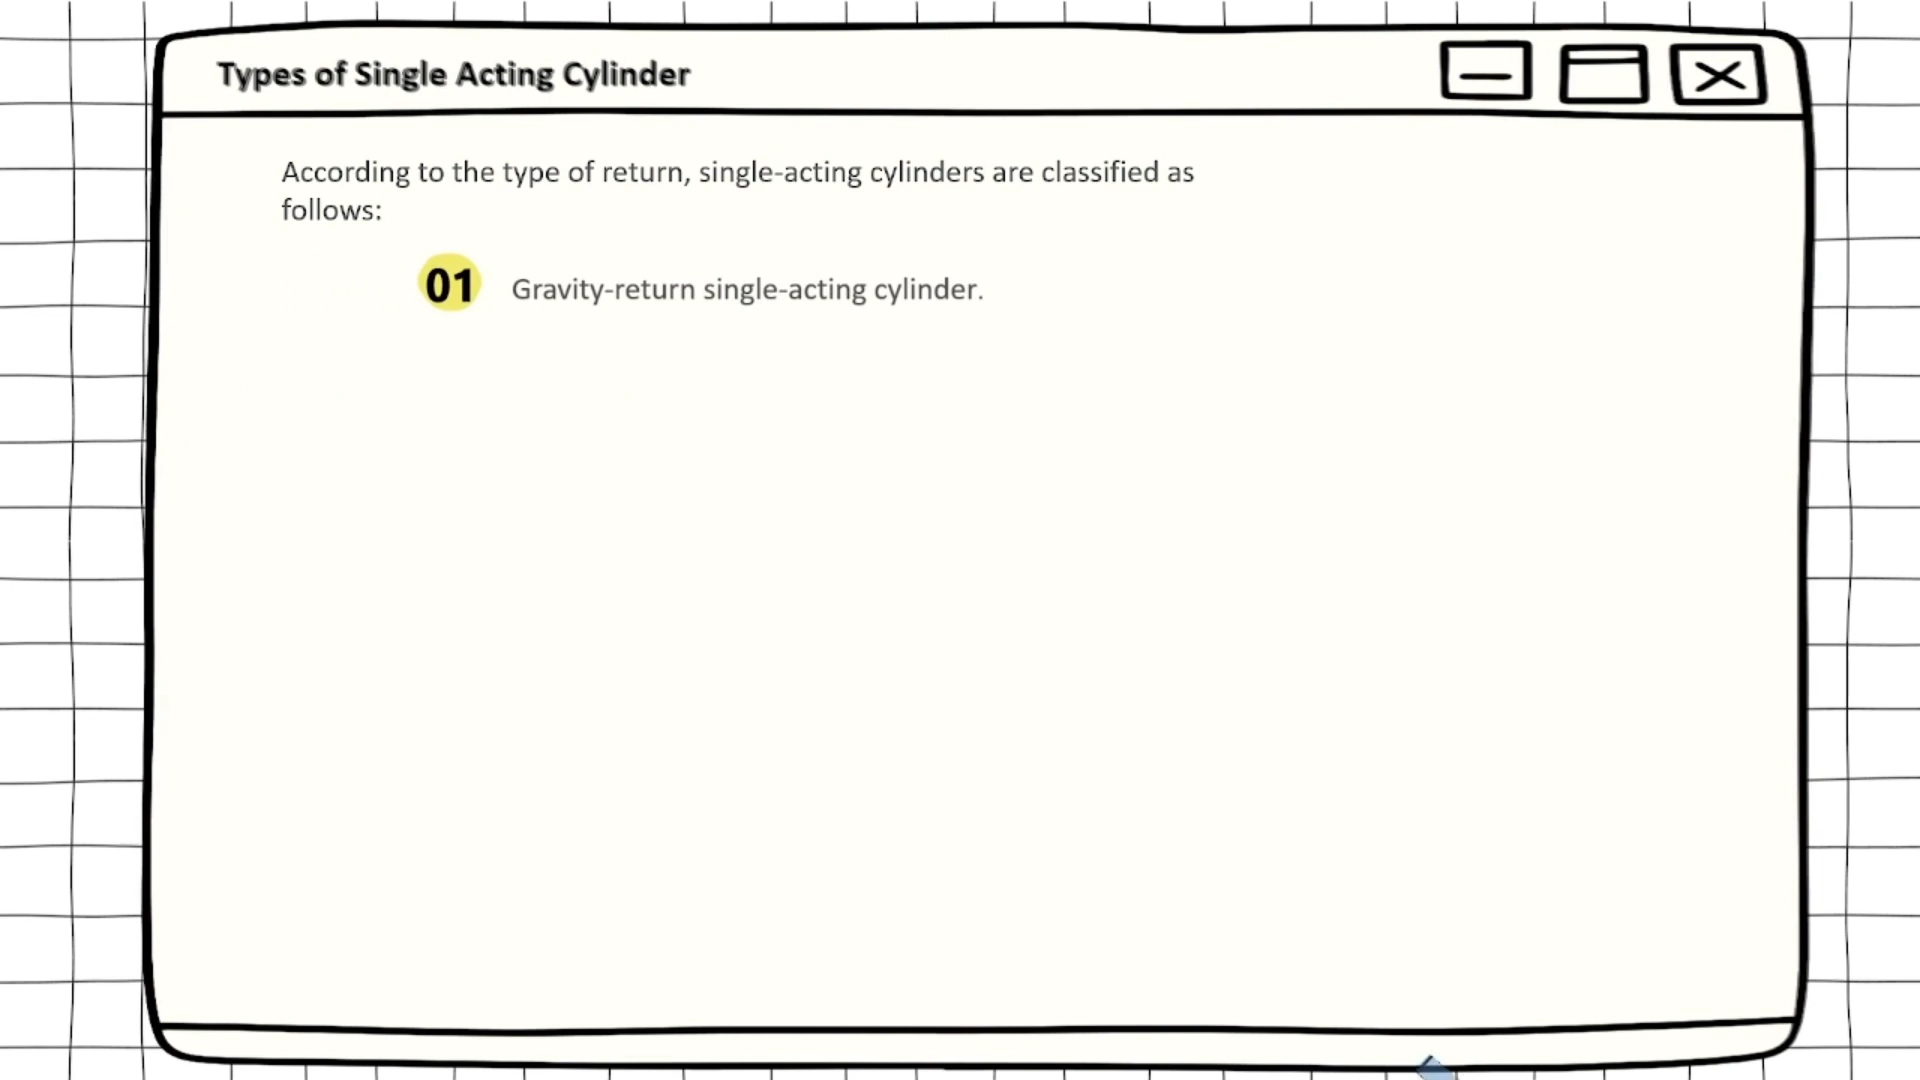 Types of Single Acting Cylinder
According to the type of return, single-acting cylinders are classified as
follows:
01 Gravity-return single-acting cylinder.